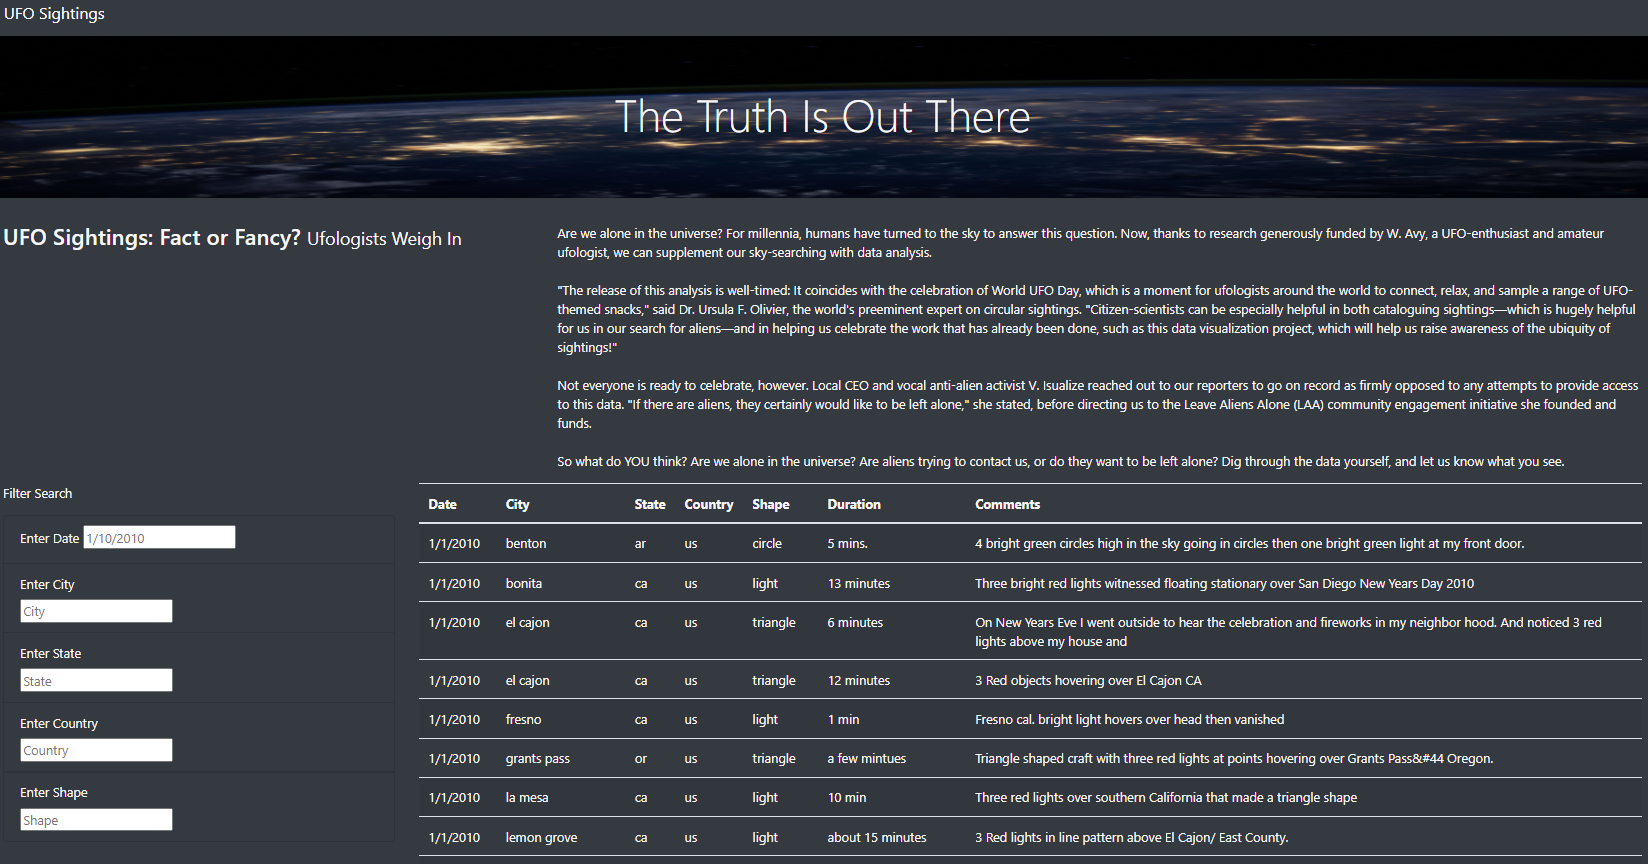 UFO Sightings
The Truth Is Out There
UFO Sightings: Fact or Fancy? Ufologists Weigh In
Are we alone in the universe? For millennia, humans have turned to the sky to answer this question. Now, thanks to research generously funded by W. Avy, a UFO-enthusiast and amateur
ufologist, we can supplement our sky-searching with data analysis.
"The release of this analysis is well-timed: It coincides with the celebration of World UFO Day, which is a moment for ufologists around the world to connect, relax, and sample a range of UFO-
themed snacks," said Dr. Ursula F. Olivier, the world's preeminent expert on circular sightings. "Citizen-scientists can be especially helpful in both cataloguing sightings—which is hugely helpful
for us in our search for aliens—and in helping us celebrate the work that has already been done, such as this data visualization project, which will help us raise awareness of the ubiquity of
sightings!"
Not everyone is ready to celebrate, however. Local CEO and vocal anti-alien activist V. Isualize reached out to our reporters to go on record as firmly opposed to any attempts to provide access
to this data. "If there are aliens, they certainly would like to be left alone," she stated, before directing us to the Leave Aliens Alone (LAA) community engagement initiative she founded and
funds.
So what do YOU think? Are we alone in the universe? Are aliens trying to contact us, or do they want to be left alone? Dig through the data yourself, and let us know what you see.
Filter Search
Enter Date 1/10/2010
Enter City
City
Enter State
State
Enter Country
Country
Enter Shape
Shape
Date City State Country Shape Duration Comments
1/1/2010 benton ar us circle 5 mins. 4 bright green circles high in the sky going in circles then one bright green light at my front door.
1/1/2010 bonita ca us light 13 minutes Three bright red lights witnessed floating stationary over San Diego New Years Day 2010
1/1/2010 el cajon ca us triangle 6 minutes On New Years Eve I went outside to hear the celebration and fireworks in my neighbor hood. And noticed 3 red
lights above my house and
1/1/2010 el cajon ca us triangle 12 minutes 3 Red objects hovering over El Cajon CA
1/1/2010 fresno ca us light 1 min Fresno cal. bright light hovers over head then vanished
1/1/2010 grants pass or us triangle a few mintues Triangle shaped craft with three red lights at points hovering over Grants Pass&#44 Oregon.
1/1/2010 la mesa ca us light 10 min Three red lights over southern California that made a triangle shape
1/1/2010 lemon grove ca us light about 15 minutes 3 Red lights in line pattern above El Cajon/ East County.